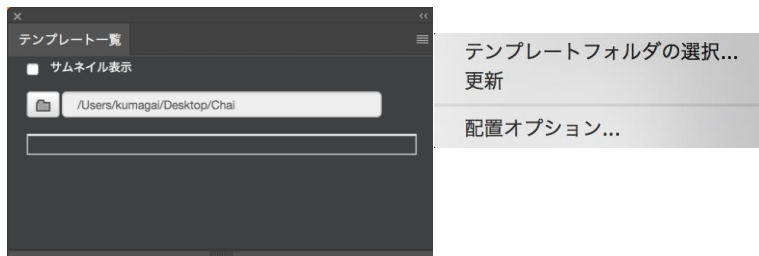 テンプレート一覧
サムネイル表示
/Users/kumagai/Desktop/Chai
テンプレートフォルダの選択...
更新
配置オプション...